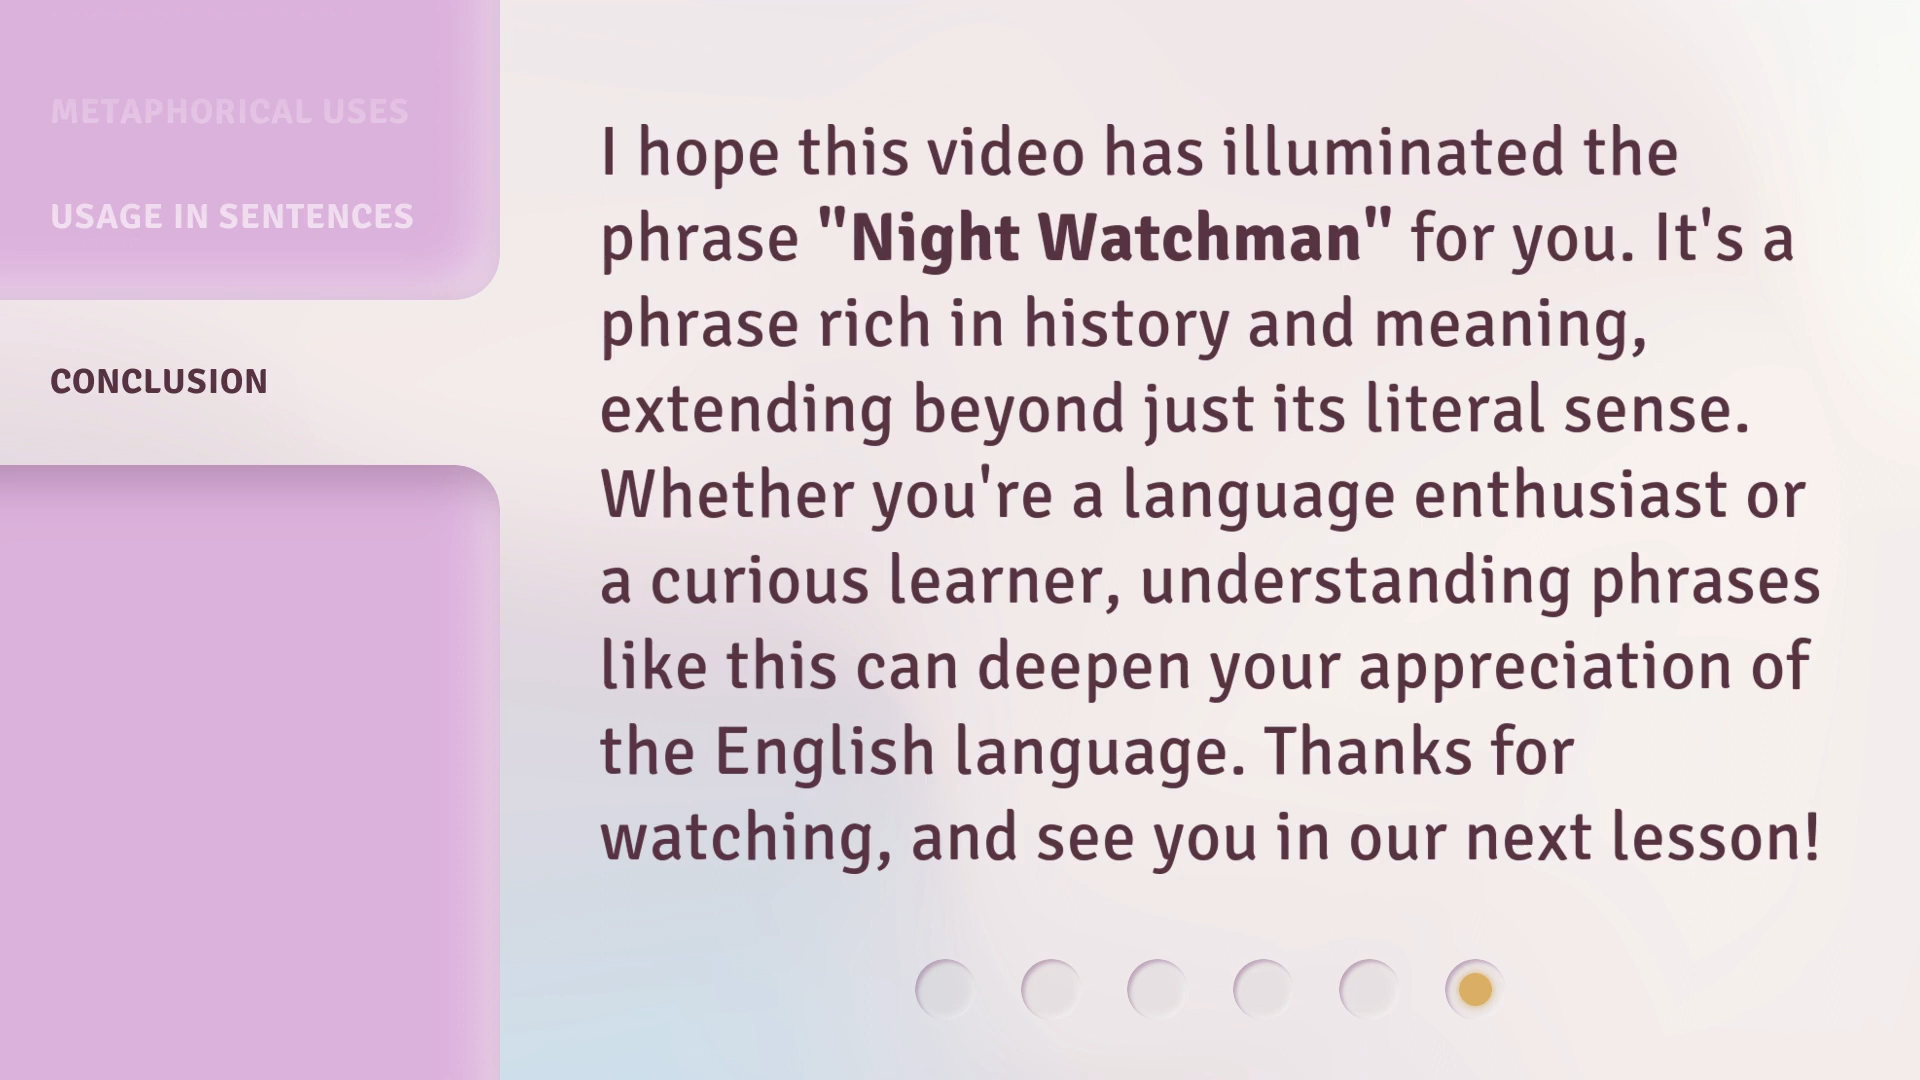 METAPHORICAL USES
USAGE IN SENTENCES
CONCLUSION
I hope this video has illuminated the
phrase "Night Watchman" for you. It's a
phrase rich in history and meaning,
extending beyond just its literal sense.
Whether you're a language enthusiast or
a curious learner, understanding phrases
like this can deepen your appreciation of
the English language. Thanks for
watching, and see you in our next lesson!